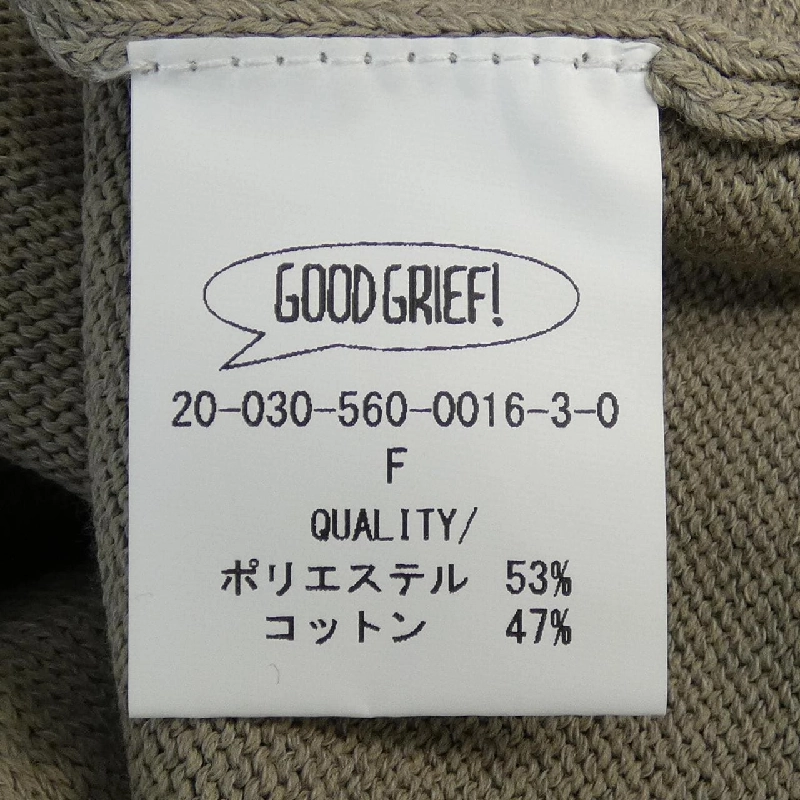 GOOD GRIEF!
20-030-560-0016-3-0
F
QUALITY/
ポリエステル 53%
コットン 47%